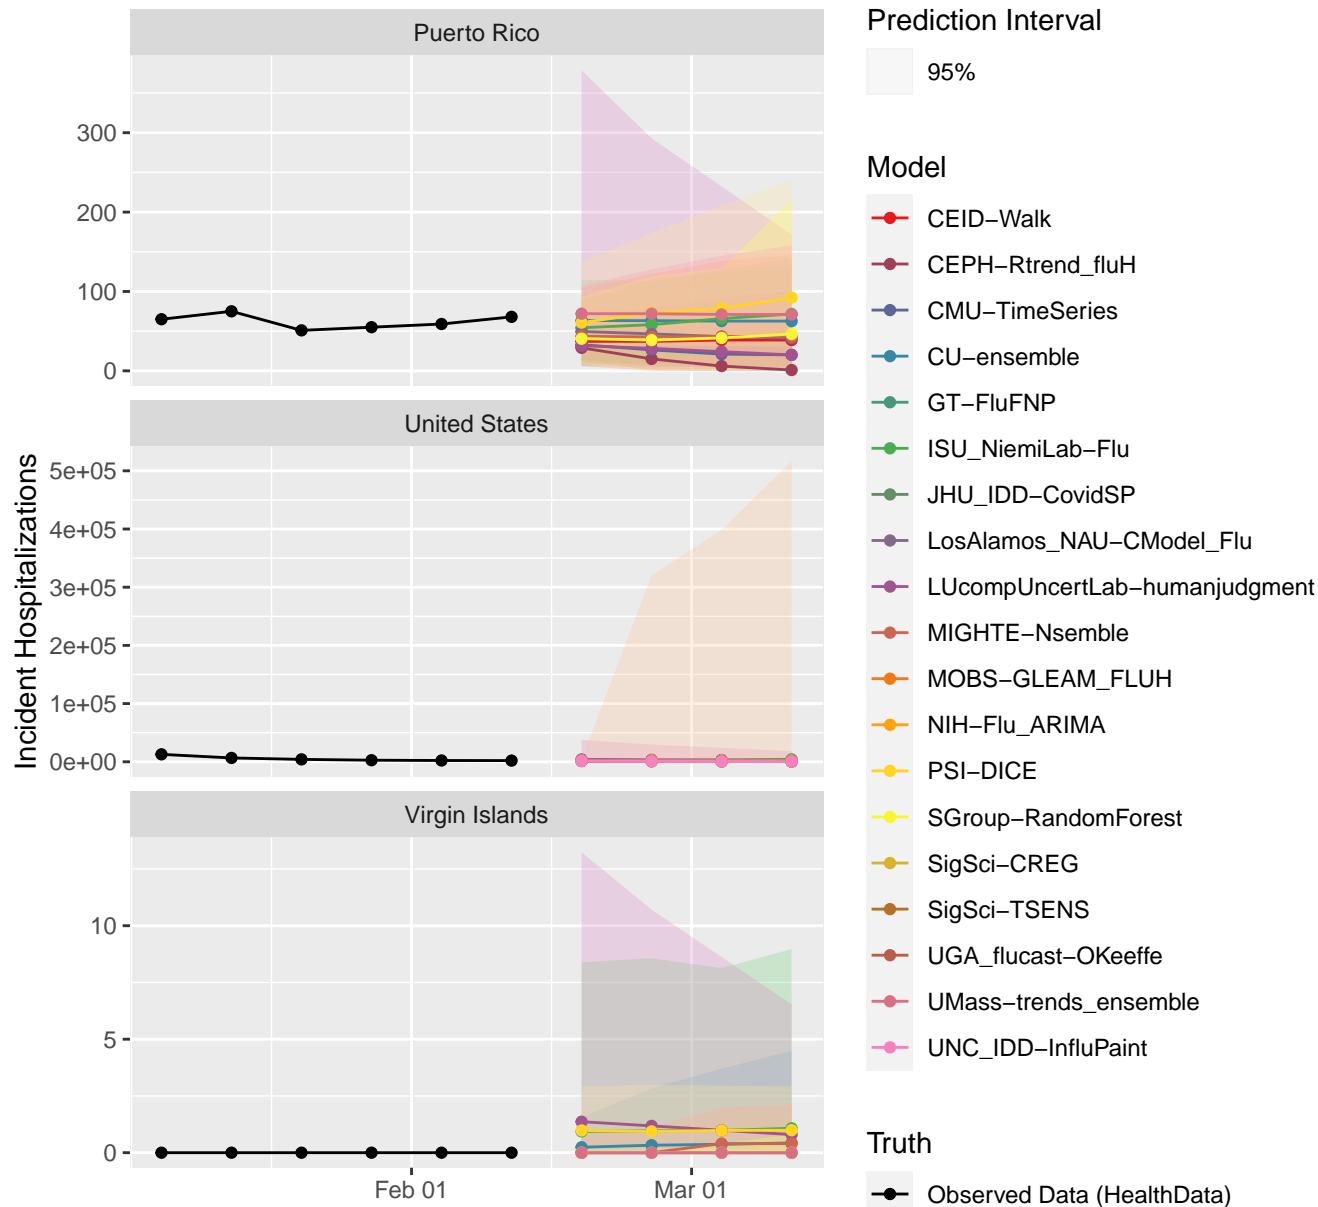 Puerto Rico
300
200
100
0
United States
5e+05
4e+05
3e+05
2e+05
1e+05
0e+00
Virgin Islands
10
5
0
Feb 01
Mar 01
Incident Hospitalizations
Prediction Interval
95%
Model
CEID−Walk
CEPH−Rtrend_fluH
CMU−TimeSeries
CU−ensemble
GT−FluFNP
ISU_NiemiLab−Flu
JHU_IDD−CovidSP
LosAlamos_NAU−CModel_Flu
LUcompUncertLab−humanjudgment
MIGHTE−Nsemble
MOBS−GLEAM_FLUH
NIH−Flu_ARIMA
PSI−DICE
SGroup−RandomForest
SigSci−CREG
SigSci−TSENS
UGA_flucast−OKeeffe
UMass−trends_ensemble
UNC_IDD−InfluPaint
Truth
Observed Data (HealthData)